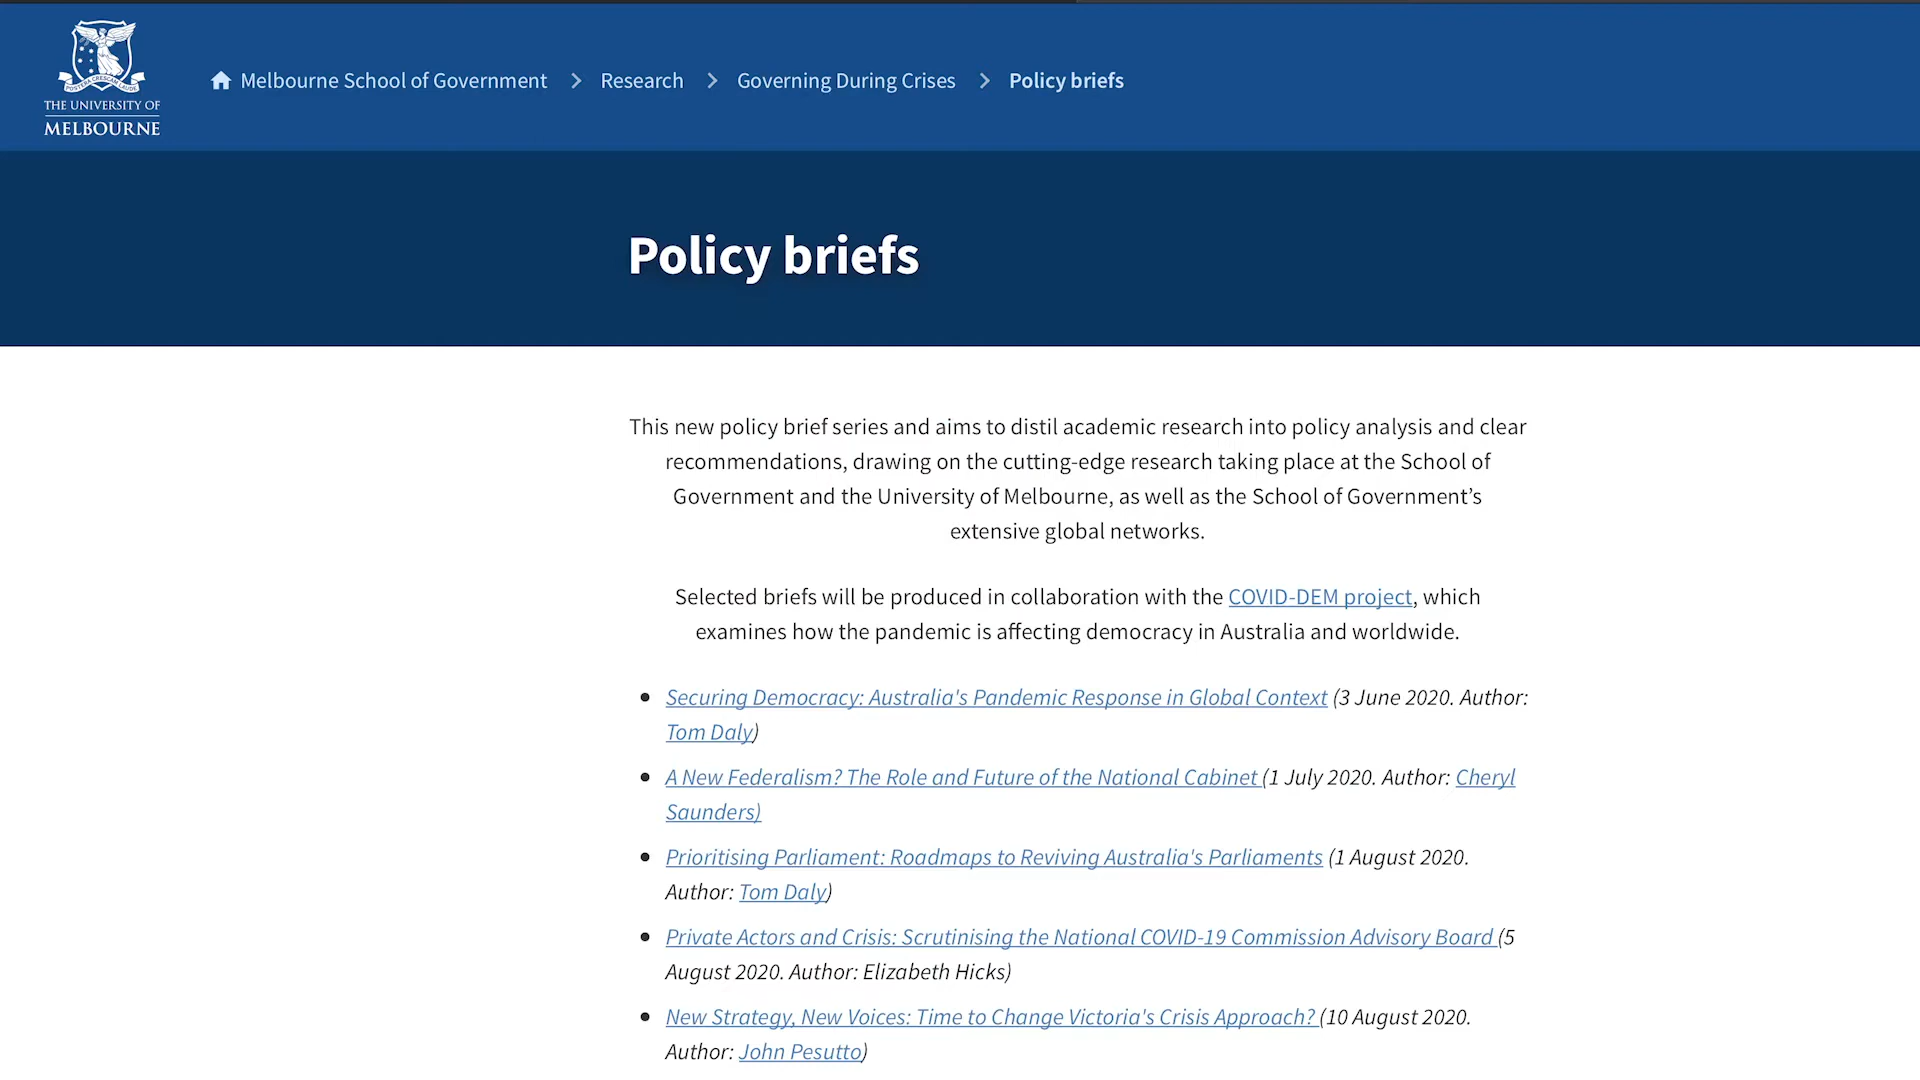 POSTERA CRESCAM LAUDE
THE UNIVERSITY OF
MELBOURNE
Melbourne School of Government > Research > Governing During Crises > Policy briefs
Policy briefs
This new policy brief series and aims to distil academic research into policy analysis and clear
recommendations, drawing on the cutting-edge research taking place at the School of
Government and the University of Melbourne, as well as the School of Government’s
extensive global networks.
Selected briefs will be produced in collaboration with the COVID-DEM project, which
examines how the pandemic is affecting democracy in Australia and worldwide.
Securing Democracy: Australia's Pandemic Response in Global Context (3 June 2020. Author:
Tom Daly)
A New Federalism? The Role and Future of the National Cabinet (1 July 2020. Author: Cheryl
Saunders)
Prioritising Parliament: Roadmaps to Reviving Australia's Parliaments (1 August 2020.
Author: Tom Daly)
Private Actors and Crisis: Scrutinising the National COVID-19 Commission Advisory Board (5
August 2020. Author: Elizabeth Hicks)
New Strategy, New Voices: Time to Change Victoria's Crisis Approach? (10 August 2020.
Author: John Pesutto)